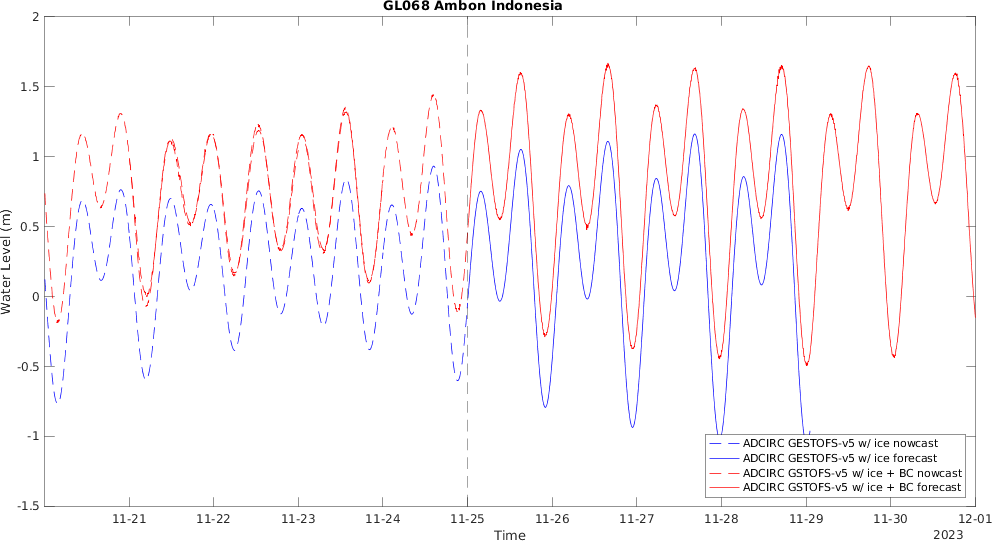 GL068 Ambon Indonesia
2
1.5
1
0.5
0
-0.5
-1
-1.5
Water Level (m)
ADCIRC GESTOFS-v5 w/ ice nowcast
ADCIRC GESTOFS-v5 w/ ice forecast
ADCIRC GSTOFS-v5 w/ ice + BC nowcast
ADCIRC GSTOFS-v5 w/ ice + BC forecast
11-21 11-22 11-23 11-24 11-25 11-26 11-27 11-28 11-29 11-30 12-01
Time
2023